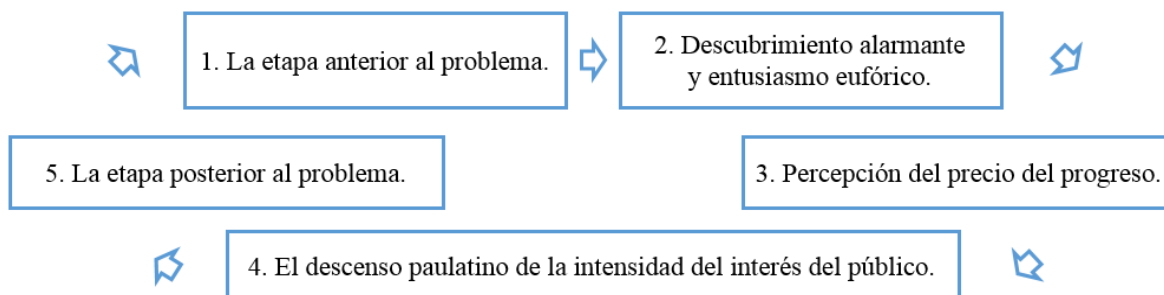 1. La etapa anterior al problema.
2. Descubrimiento alarmante
y entusiasmo eufórico.
3. Percepción del precio del progreso.
4. El descenso paulatino de la intensidad del interés del público.
5. La etapa posterior al problema.